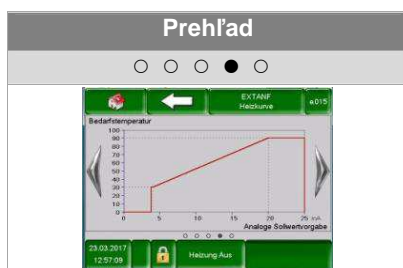 Prehľad
EXTANF
Heizkurve
a015
Bedarfstemperatur
100
90
80
70
60
50
40
30
20
10
0
0 5 10 15 20 25 mA
Analoge Sollwertvorgabe
23.03.2017
12:57:09
Heizung Aus